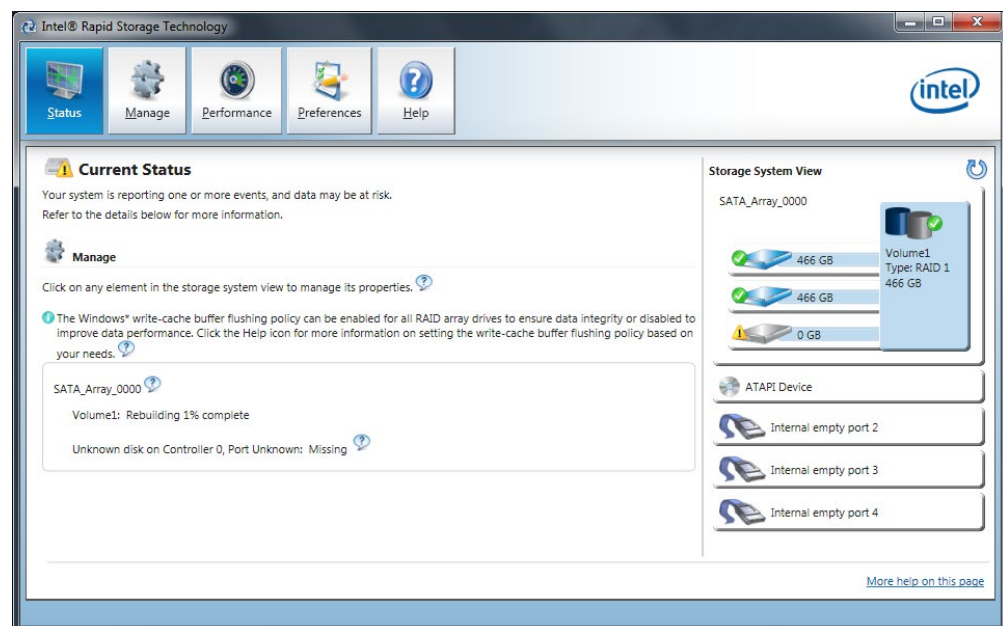 Intel® Rapid Storage Technology
Status
Manage
Performance
Preferences
Help
intel
Current Status
Your system is reporting one or more events, and data may be at risk.
Refer to the details below for more information.
Manage
Click on any element in the storage system view to manage its properties.
The Windows* write-cache buffer flushing policy can be enabled for all RAID array drives to ensure data integrity or disabled to
improve data performance. Click the Help icon for more information on setting the write-cache buffer flushing policy based on
your needs.
SATA_Array_0000
Volume1: Rebuilding 1% complete
Unknown disk on Controller 0, Port Unknown: Missing
Storage System View
SATA_Array_0000
466 GB
466 GB
0 GB
Volume1
Type: RAID 1
466 GB
ATAPI Device
Internal empty port 2
Internal empty port 3
Internal empty port 4
More help on this page